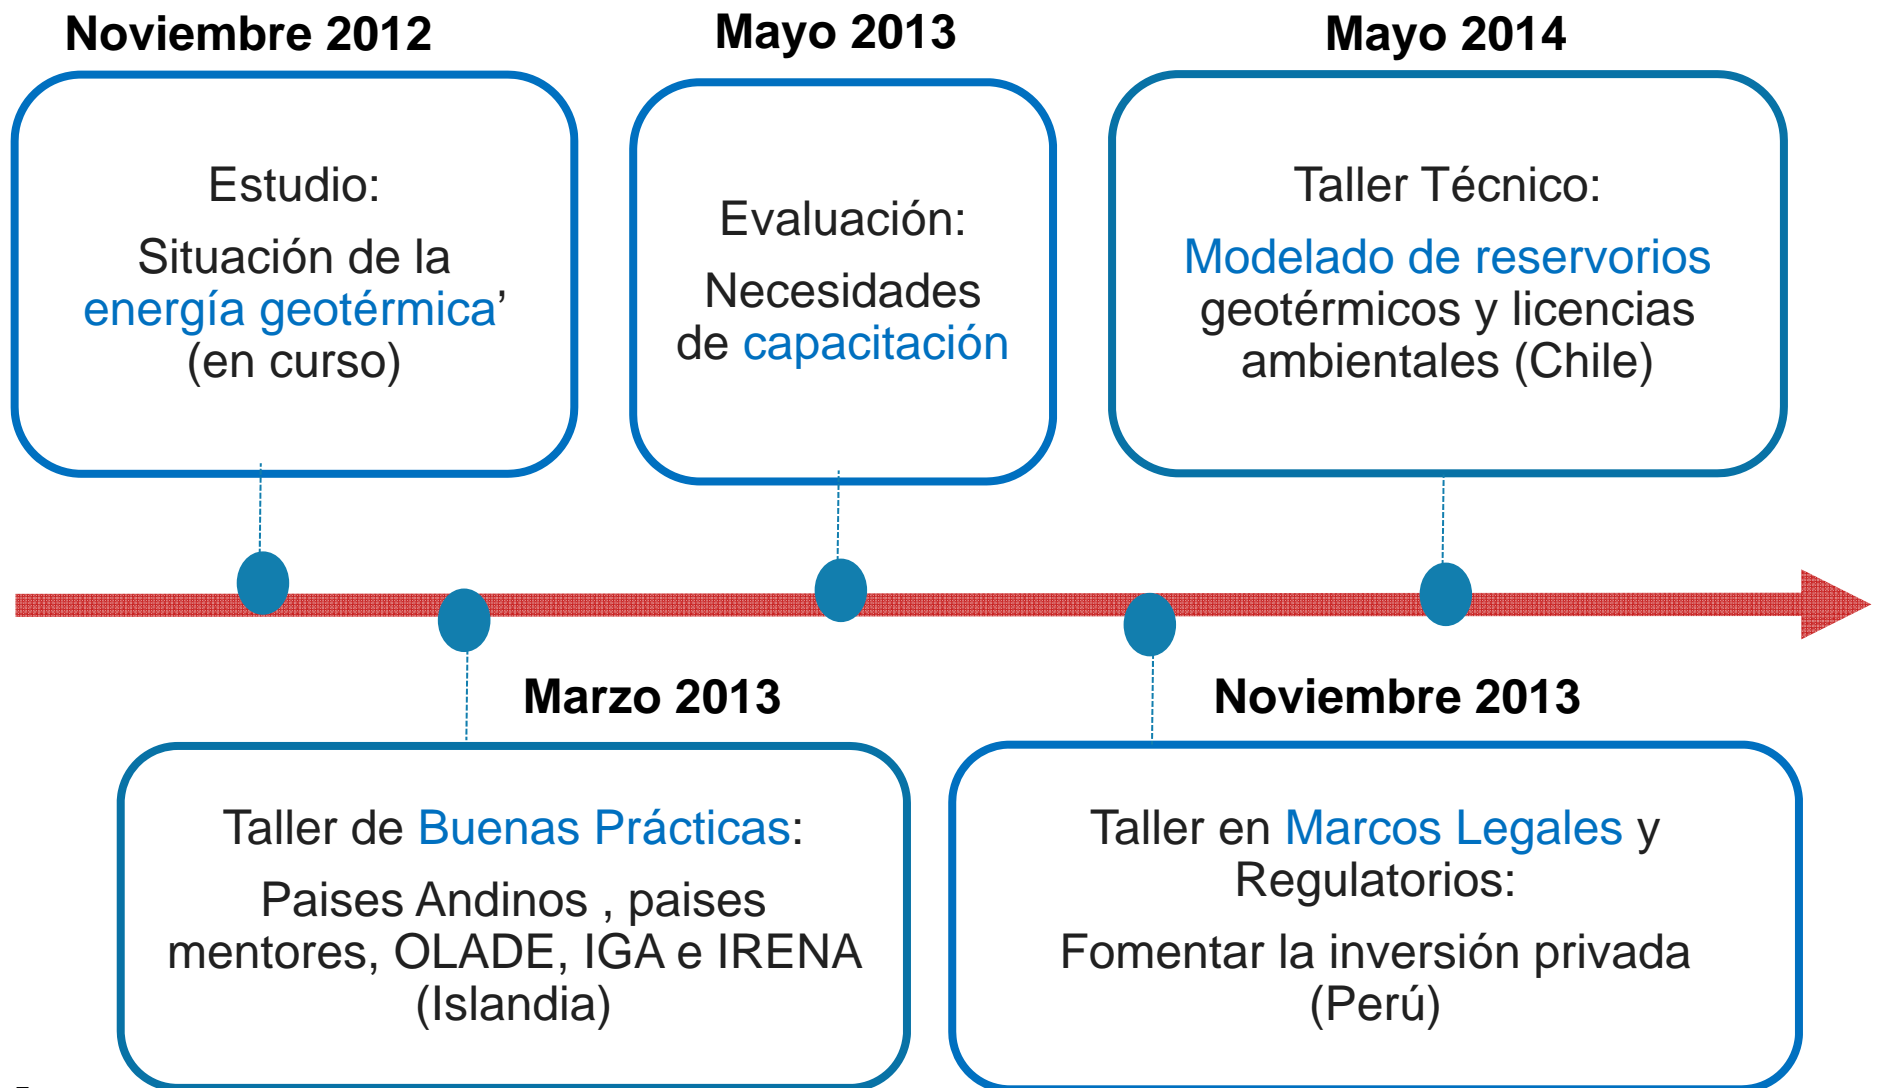 Noviembre 2012
Estudio:
Situación de la
energía geotérmica’
(en curso)
Mayo 2013
Evaluación:
Necesidades
de capacitación
Mayo 2014
Taller Técnico:
Modelado de reservorios
geotérmicos y licencias
ambientales (Chile)
Marzo 2013
Taller de Buenas Prácticas:
Paises Andinos , paises
mentores, OLADE, IGA e IRENA
(Islandia)
Noviembre 2013
Taller en Marcos Legales y
Regulatorios:
Fomentar la inversión privada
(Perú)